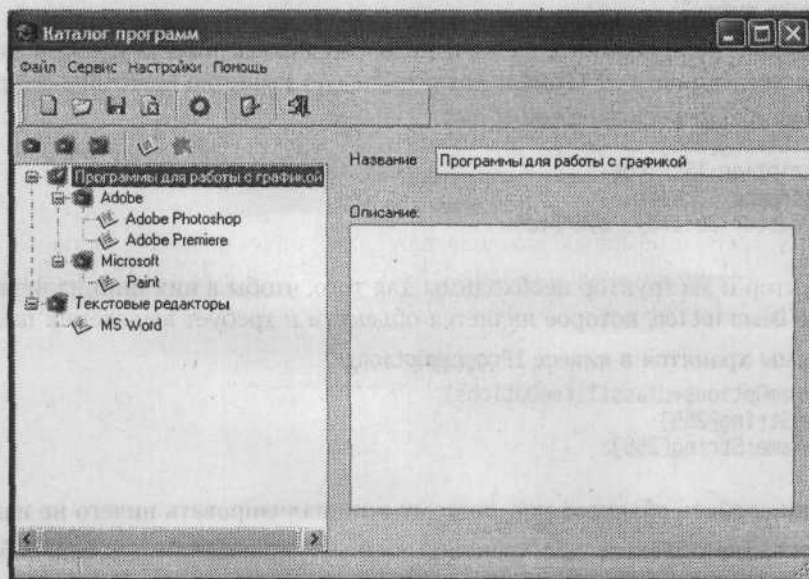 Каталог программ
Файл Сервис Настройки Помощь
Программы для работы с графикой
Adobe
Adobe Photoshop
Adobe Premiere
Microsoft
Paint
Текстовые редакторы
MS Word
Название Программы для работы с графикой
Описание: